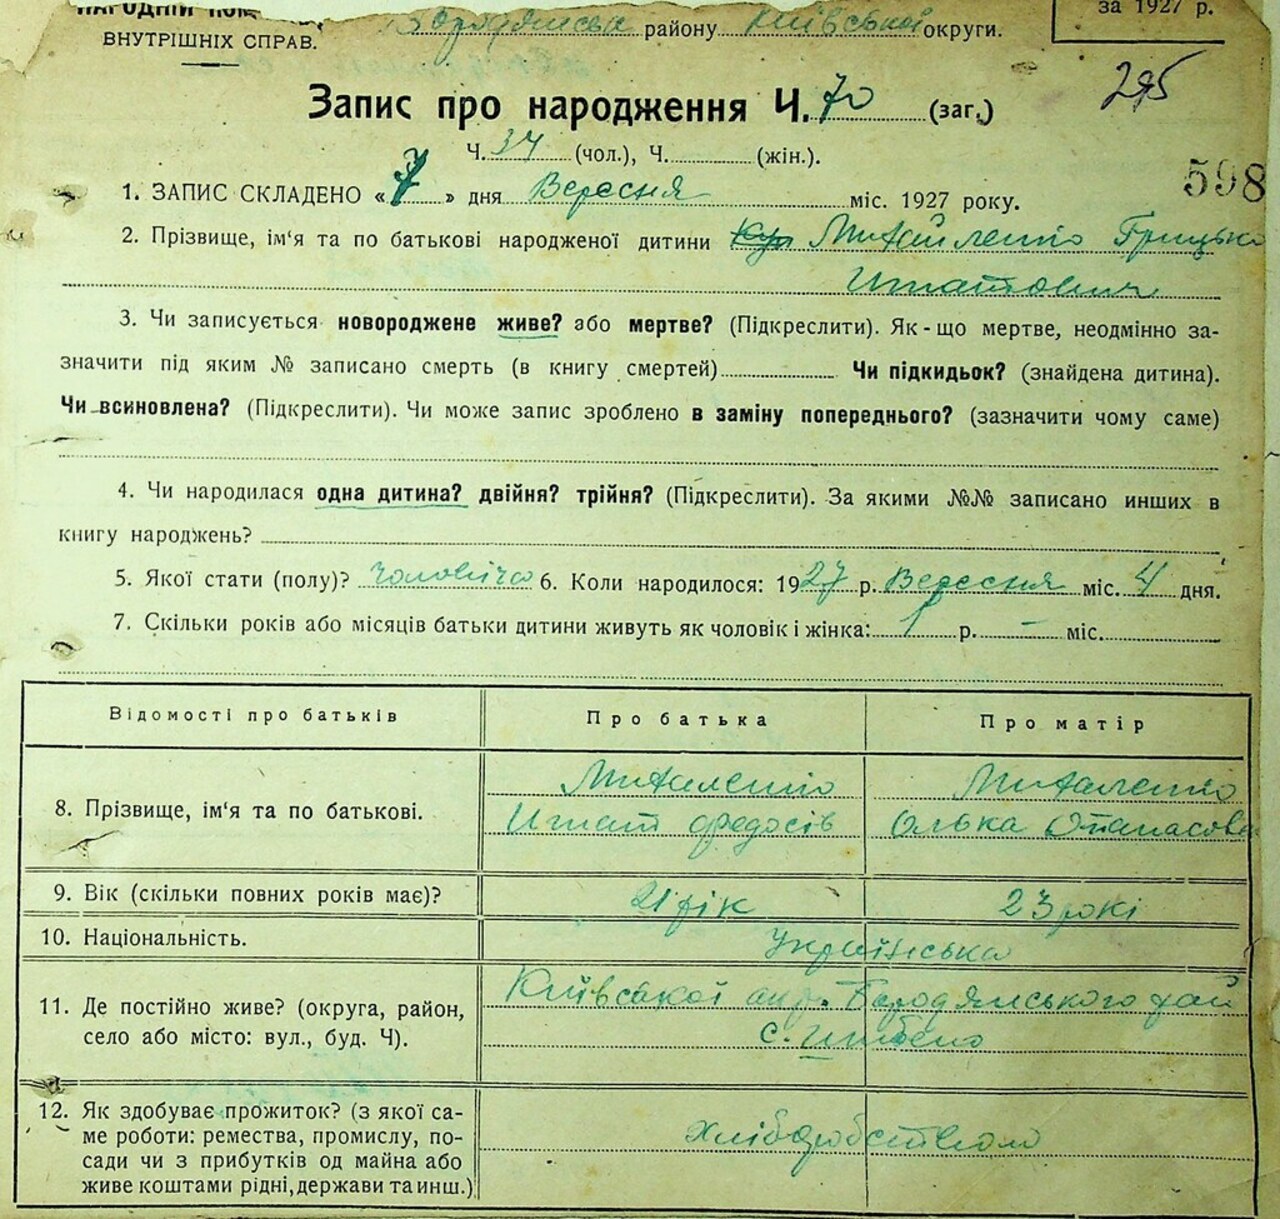 НАРОДНІЙ
за 1927 р.
ВНУТРІШНІХ СПРАВ.
району Київської округи.
Запис про народження Ч. 70 (заг.)
295
Ч. 34 (чол.), Ч. (жін.).
598
1. ЗАПИС СКЛАДЕНО « 7 » дня Вересня міс. 1927 року.
2. Прізвище, ім'я та по батькові народженої дитини Михайленко Грицько
Игнатович
3. Чи записується новороджене живе? або мертве? (Підкреслити). Як-що мертве, неодмінно за-
значити під яким № записано смерть (в книгу смертей) Чи підкидьок? (знайдена дитина).
Чи всиновлена? (Підкреслити). Чи може запис зроблено в заміну попереднього? (зазначити чому саме)
4. Чи народилася одна дитина? двійня? трійня? (Підкреслити). За якими №№ записано инших в
книгу народжень?
5. Якої стати (полу)? чоловіча 6. Коли народилося: 1927 р. Вересня міс. 4 дня.
7. Скільки років або місяців батьки дитини живуть як чоловік і жінка: 1 р. – міс.
Відомості про батьків Про батька Про матір
8. Прізвище, ім'я та по батькові.
Михаленко
Игнат Федосів
Михаленко
Олька Опанасова
9. Вік (скільки повних років має)? 21 рік 23 рокі
10. Національність. Українська
11. Де постійно живе? (округа, район,
село або місто: вул., буд. Ч).
Київської окр. Бородянського рай
с.
12. Як здобуває прожиток? (з якої са-
ме роботи: ремества, промислу, по-
сади чи з прибутків од майна або
живе коштами рідні, держави та инш.)
хліборобством